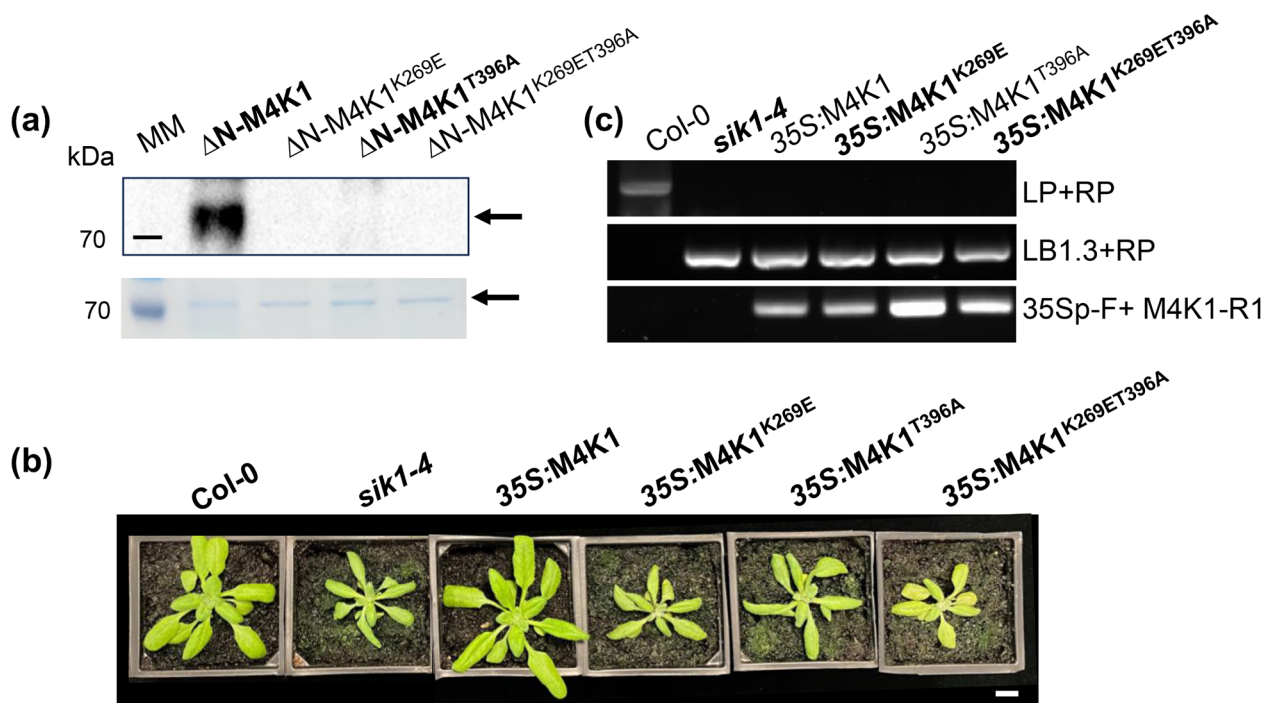 (a)
MM
ΔN-M4K1
ΔN-M4K1K269E
ΔN-M4K1T396A
ΔN-M4K1K269ET396A
kDa
70
70
(c)
Col-0
sik1-4
35S:M4K1
35S:M4K1K269E
35S:M4K1T396A
35S:M4K1K269ET396A
LP+RP
LB1.3+RP
35Sp-F+ M4K1-R1
(b)
Col-0
sik1-4
35S:M4K1
35S:M4K1K269E
35S:M4K1T396A
35S:M4K1K269ET396A